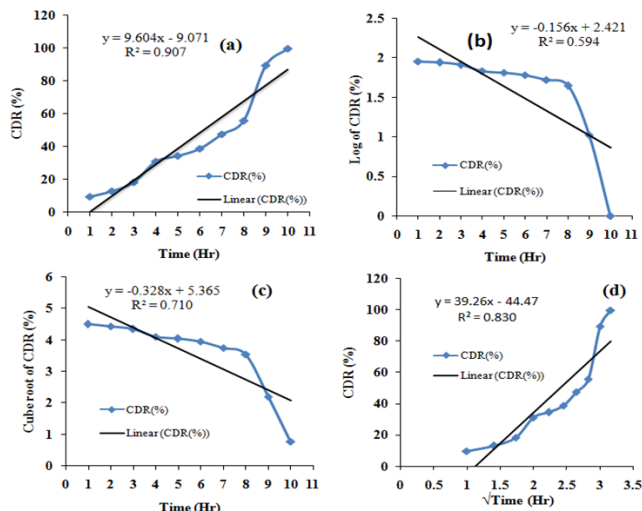 y = 9.604x - 9.071
R² = 0.907
(a)
CDR (%)
120
100
80
60
40
20
0
CDR(%)
Linear (CDR(%))
0 1 2 3 4 5 6 7 8 9 10 11
Time (Hr)
(b)
y = -0.156x + 2.421
R² = 0.594
Log of CDR (%)
2.5
2
1.5
1
0.5
0
CDR(%)
Linear (CDR(%))
0 1 2 3 4 5 6 7 8 9 10 11
Time (Hr)
y = -0.328x + 5.365
R² = 0.710
(c)
Cube root of CDR (%)
6
5
4
3
2
1
0
CDR(%)
Linear (CDR(%))
0 1 2 3 4 5 6 7 8 9 10 11
Time (Hr)
(d)
y = 39.26x - 44.47
R² = 0.830
CDR (%)
120
100
80
60
40
20
0
CDR(%)
Linear (CDR(%))
0 0.5 1 1.5 2 2.5 3 3.5
√Time (Hr)